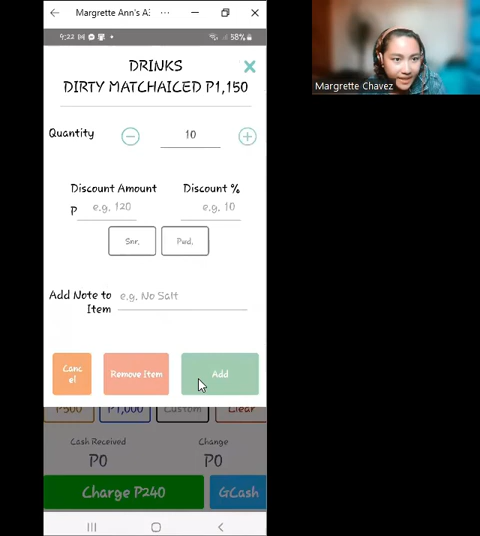 Margrette Ann's A3
9:22
58%
DRINKS
DIRTY MATCHAICED P1,150
Quantity
10
Discount Amount
Discount %
P e.g. 120
e.g. 10
Snr.
Pwd.
Add Note to Item
e.g. No Salt
Cancel
Remove Item
Add
P500
P1,000
Custom
Clear
Cash Received
Change
P0
P0
Charge P240
GCash
Margrette Chavez